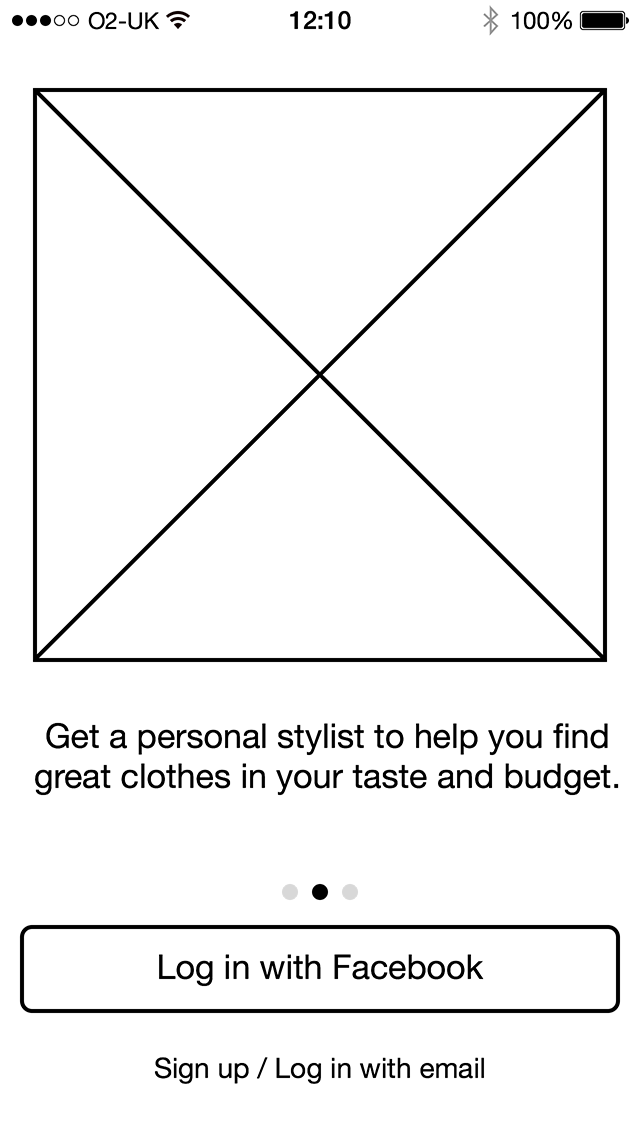 O2-UK 12:10 100%
Get a personal stylist to help you find
great clothes in your taste and budget.
Log in with Facebook
Sign up / Log in with email